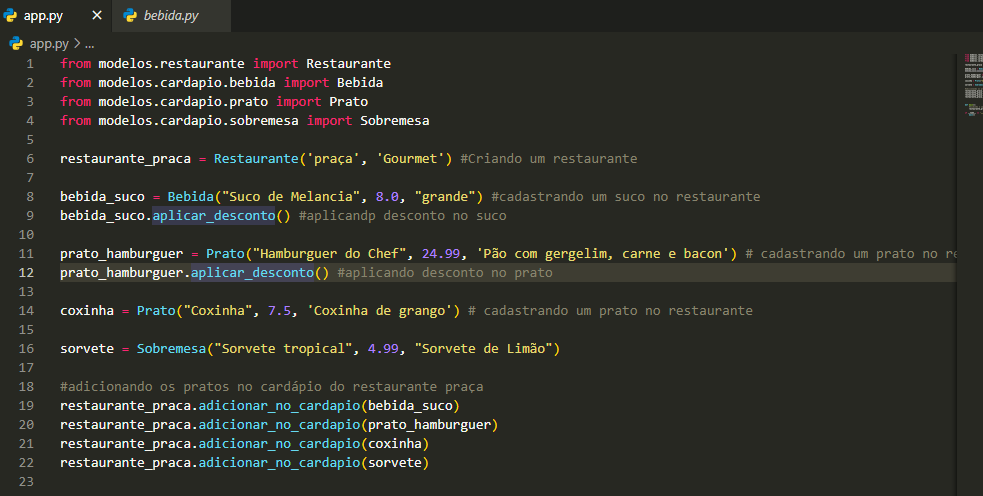 app.py
bebida.py
app.py > ...
1 from modelos.restaurante import Restaurante
2 from modelos.cardapio.bebida import Bebida
3 from modelos.cardapio.prato import Prato
4 from modelos.cardapio.sobremesa import Sobremesa
5
6 restaurante_praca = Restaurante('praça', 'Gourmet') #Criando um restaurante
7
8 bebida_suco = Bebida("Suco de Melancia", 8.0, "grande") #cadastrando um suco no restaurante
9 bebida_suco.aplicar_desconto() #aplicandp desconto no suco
10
11 prato_hamburguer = Prato("Hamburguer do Chef", 24.99, 'Pão com gergelim, carne e bacon') # cadastrando um prato no re
12 prato_hamburguer.aplicar_desconto() #aplicando desconto no prato
13
14 coxinha = Prato("Coxinha", 7.5, 'Coxinha de grango') # cadastrando um prato no restaurante
15
16 sorvete = Sobremesa("Sorvete tropical", 4.99, "Sorvete de Limão")
17
18 #adicionando os pratos no cardápio do restaurante praça
19 restaurante_praca.adicionar_no_cardapio(bebida_suco)
20 restaurante_praca.adicionar_no_cardapio(prato_hamburguer)
21 restaurante_praca.adicionar_no_cardapio(coxinha)
22 restaurante_praca.adicionar_no_cardapio(sorvete)
23